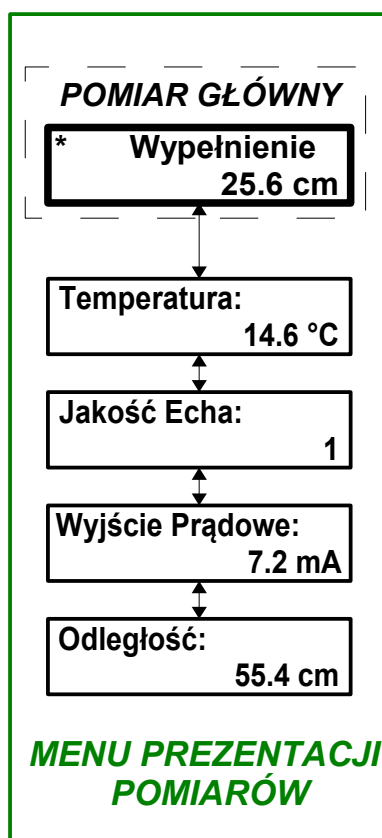 POMIAR GŁÓWNY
* Wypełnienie
25.6 cm
Temperatura:
14.6 °C
Jakość Echa:
1
Wyjście Prądowe:
7.2 mA
Odległość:
55.4 cm
MENU PREZENTACJI
POMIARÓW